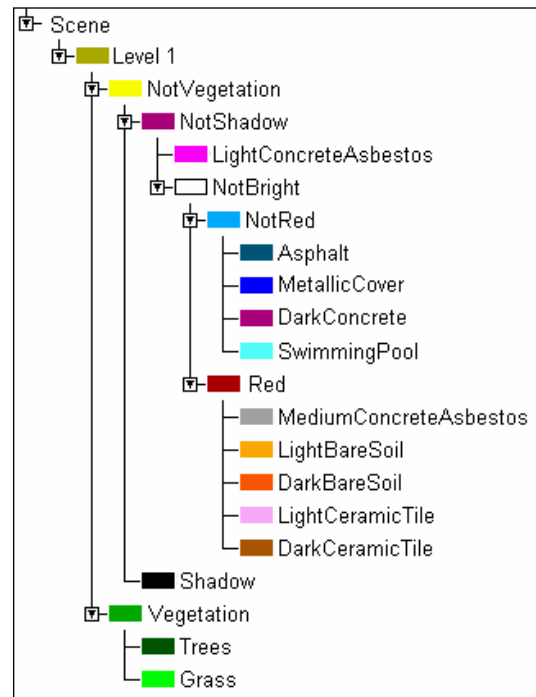 Scene
Level 1
NotVegetation
NotShadow
LightConcreteAsbestos
NotBright
NotRed
Asphalt
MetallicCover
DarkConcrete
SwimmingPool
Red
MediumConcreteAsbestos
LightBareSoil
DarkBareSoil
LightCeramicTile
DarkCeramicTile
Shadow
Vegetation
Trees
Grass